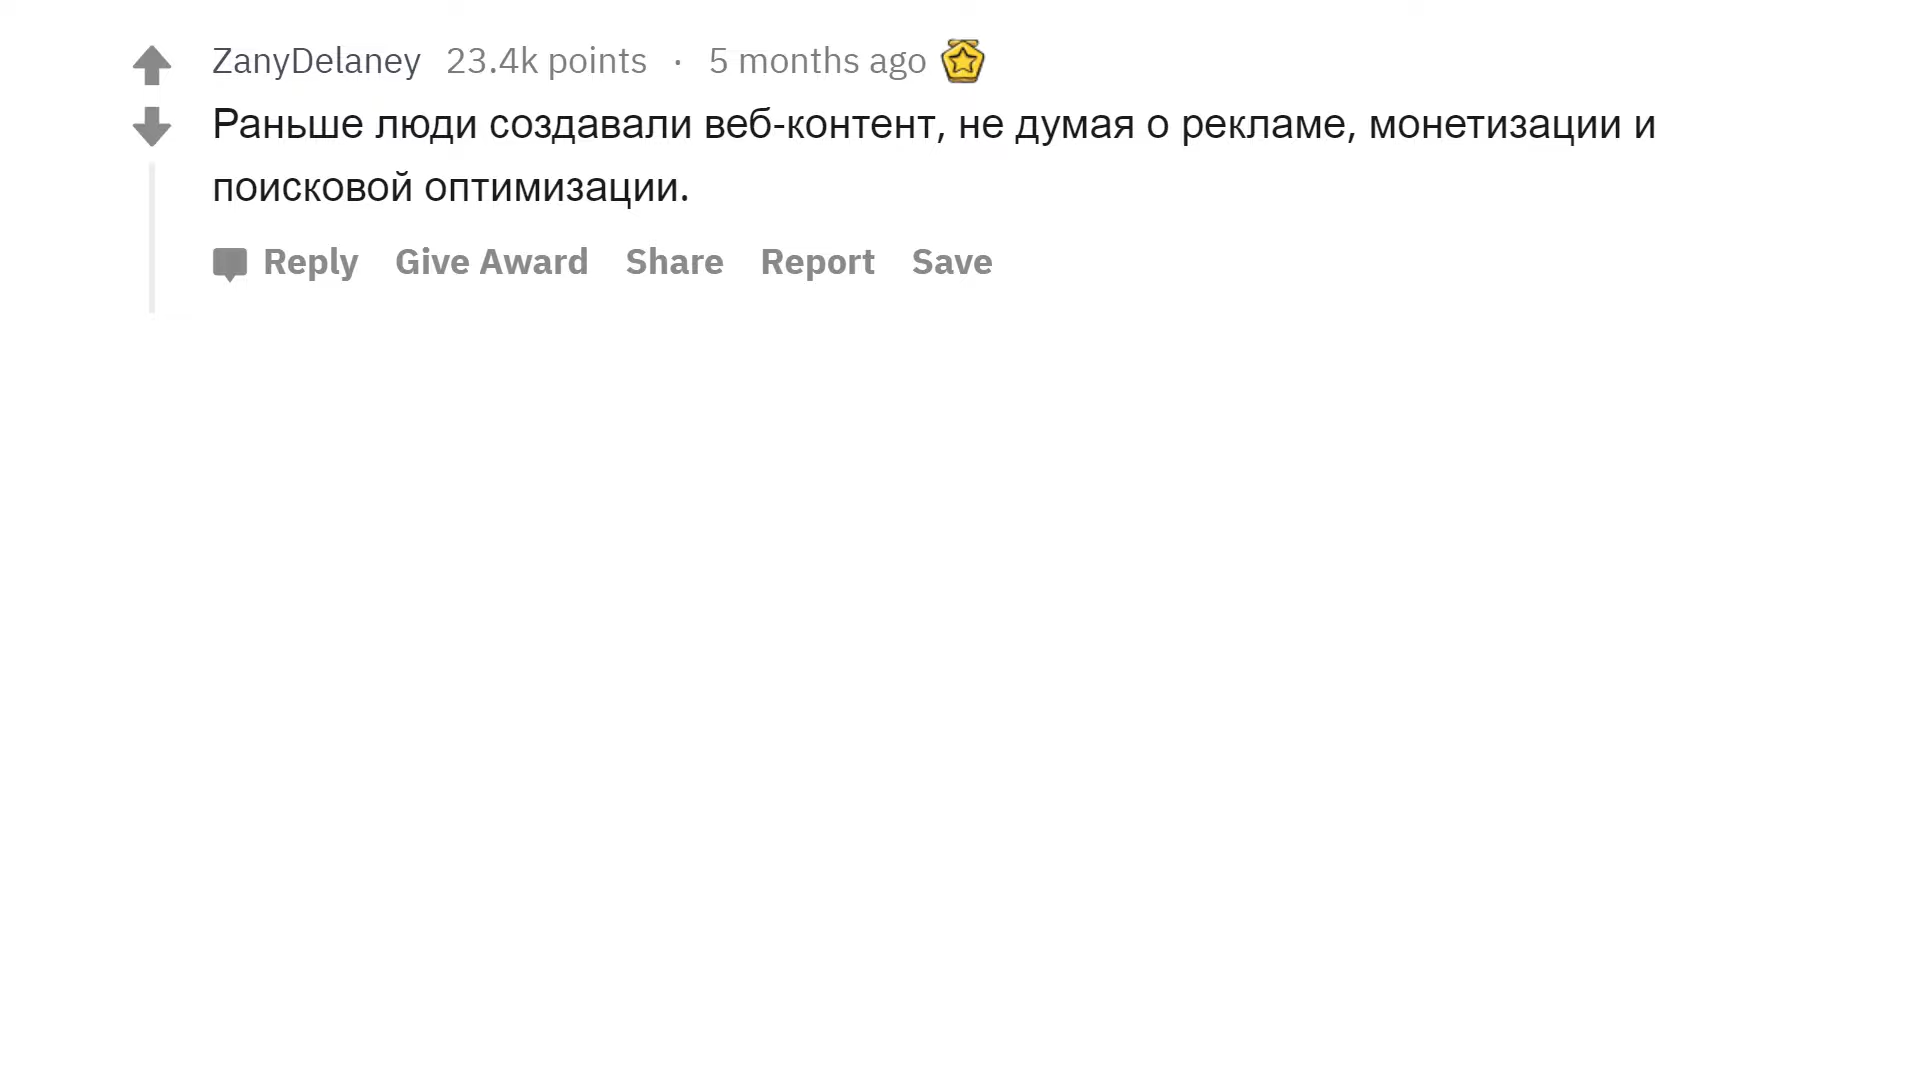 ZanyDelaney 23.4k points · 5 months ago
Раньше люди создавали веб-контент, не думая о рекламе, монетизации и
поисковой оптимизации.
Reply Give Award Share Report Save